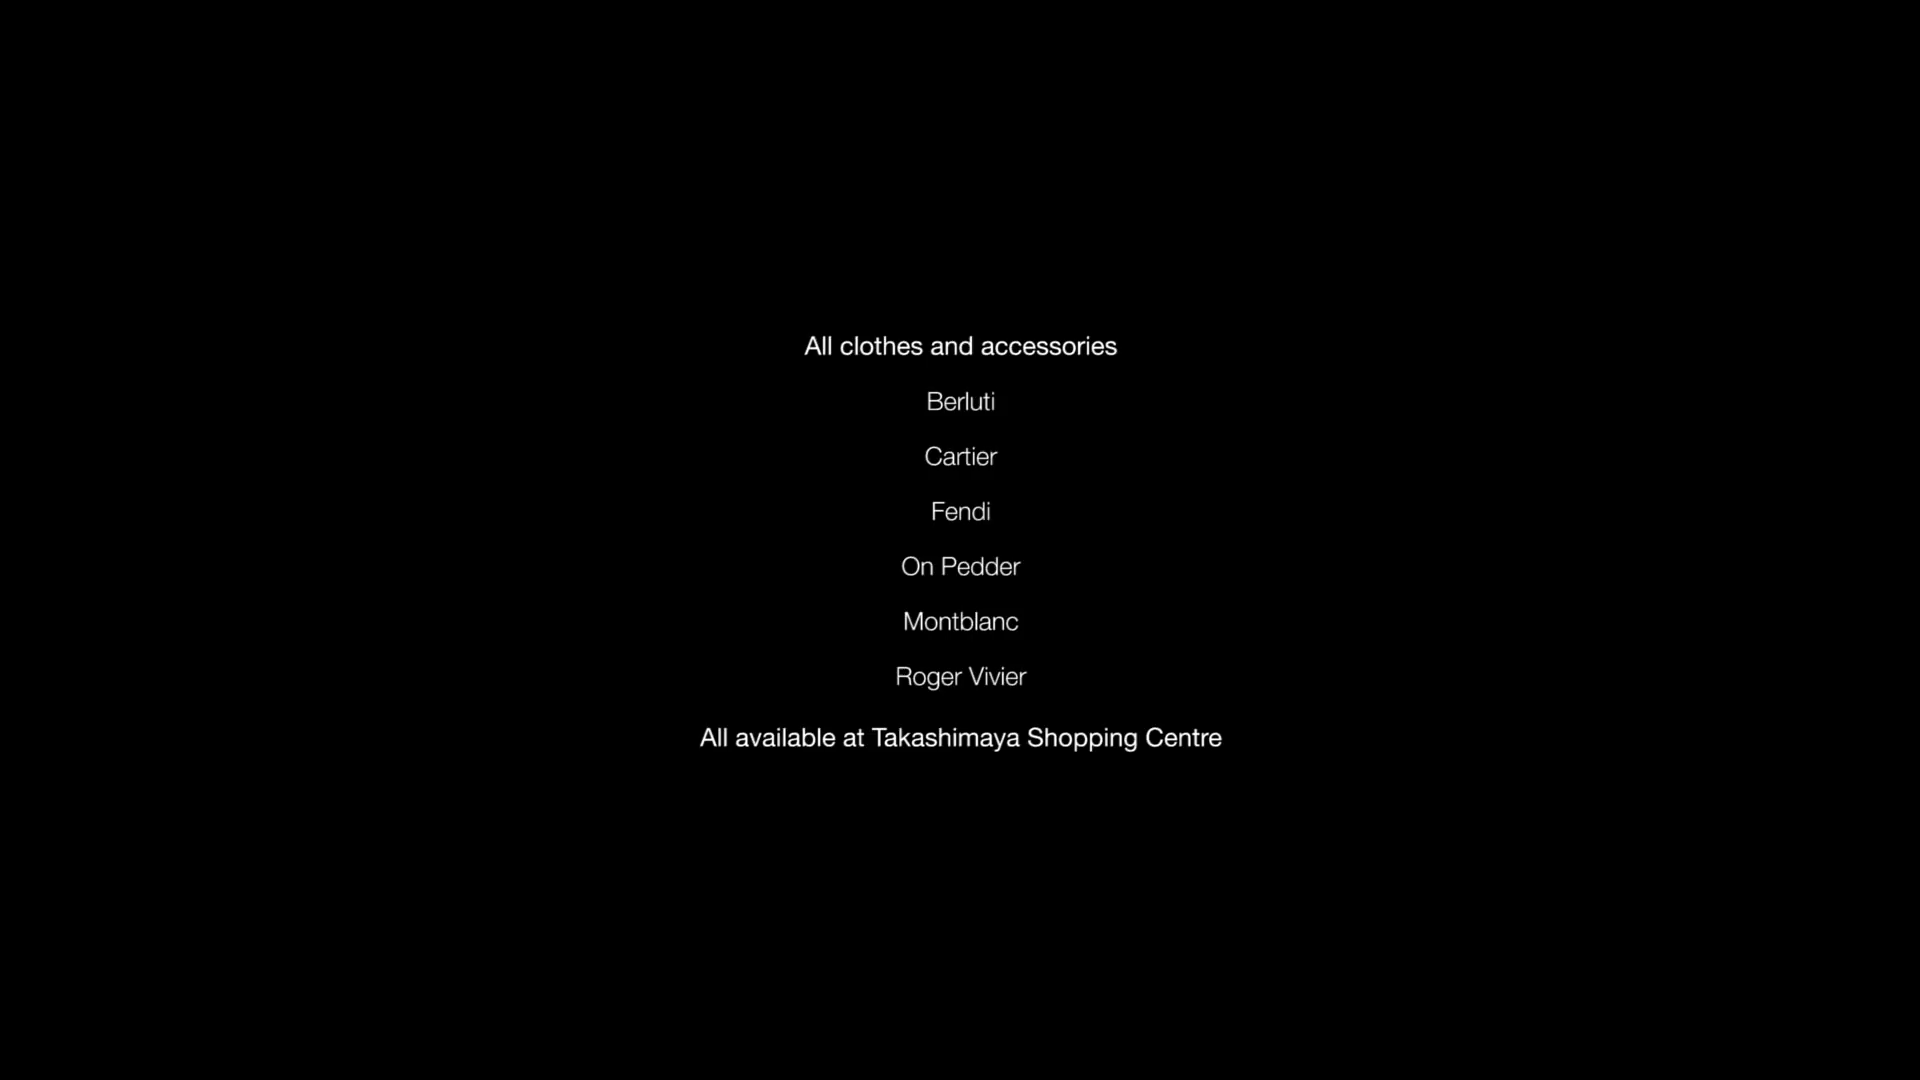 All clothes and accessories
Berluti
Cartier
Fendi
On Pedder
Montblanc
Roger Vivier
All available at Takashimaya Shopping Centre